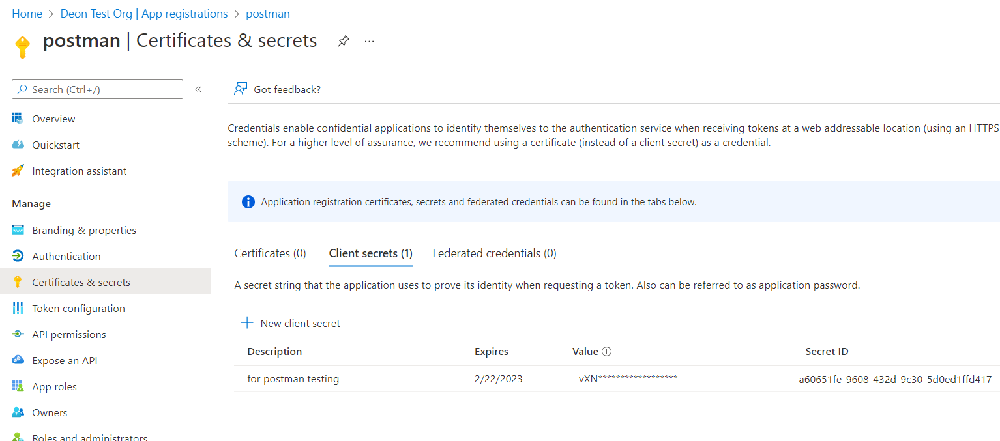 Home > Deon Test Org | App registrations > postman
postman | Certificates & secrets ...
Search (Ctrl+/)
«
Overview
Quickstart
Integration assistant
Manage
Branding & properties
Authentication
Certificates & secrets
Token configuration
API permissions
Expose an API
App roles
Owners
Roles and administrators
Got feedback?
Credentials enable confidential applications to identify themselves to the authentication service when receiving tokens at a web addressable location (using an HTTPS
scheme). For a higher level of assurance, we recommend using a certificate (instead of a client secret) as a credential.
Application registration certificates, secrets and federated credentials can be found in the tabs below.
Certificates (0) Client secrets (1) Federated credentials (0)
A secret string that the application uses to prove its identity when requesting a token. Also can be referred to as application password.
New client secret
Description Expires Value Secret ID
for postman testing 2/22/2023 vXN****************** a60651fe-9608-432d-9c30-5d0ed1ffd417